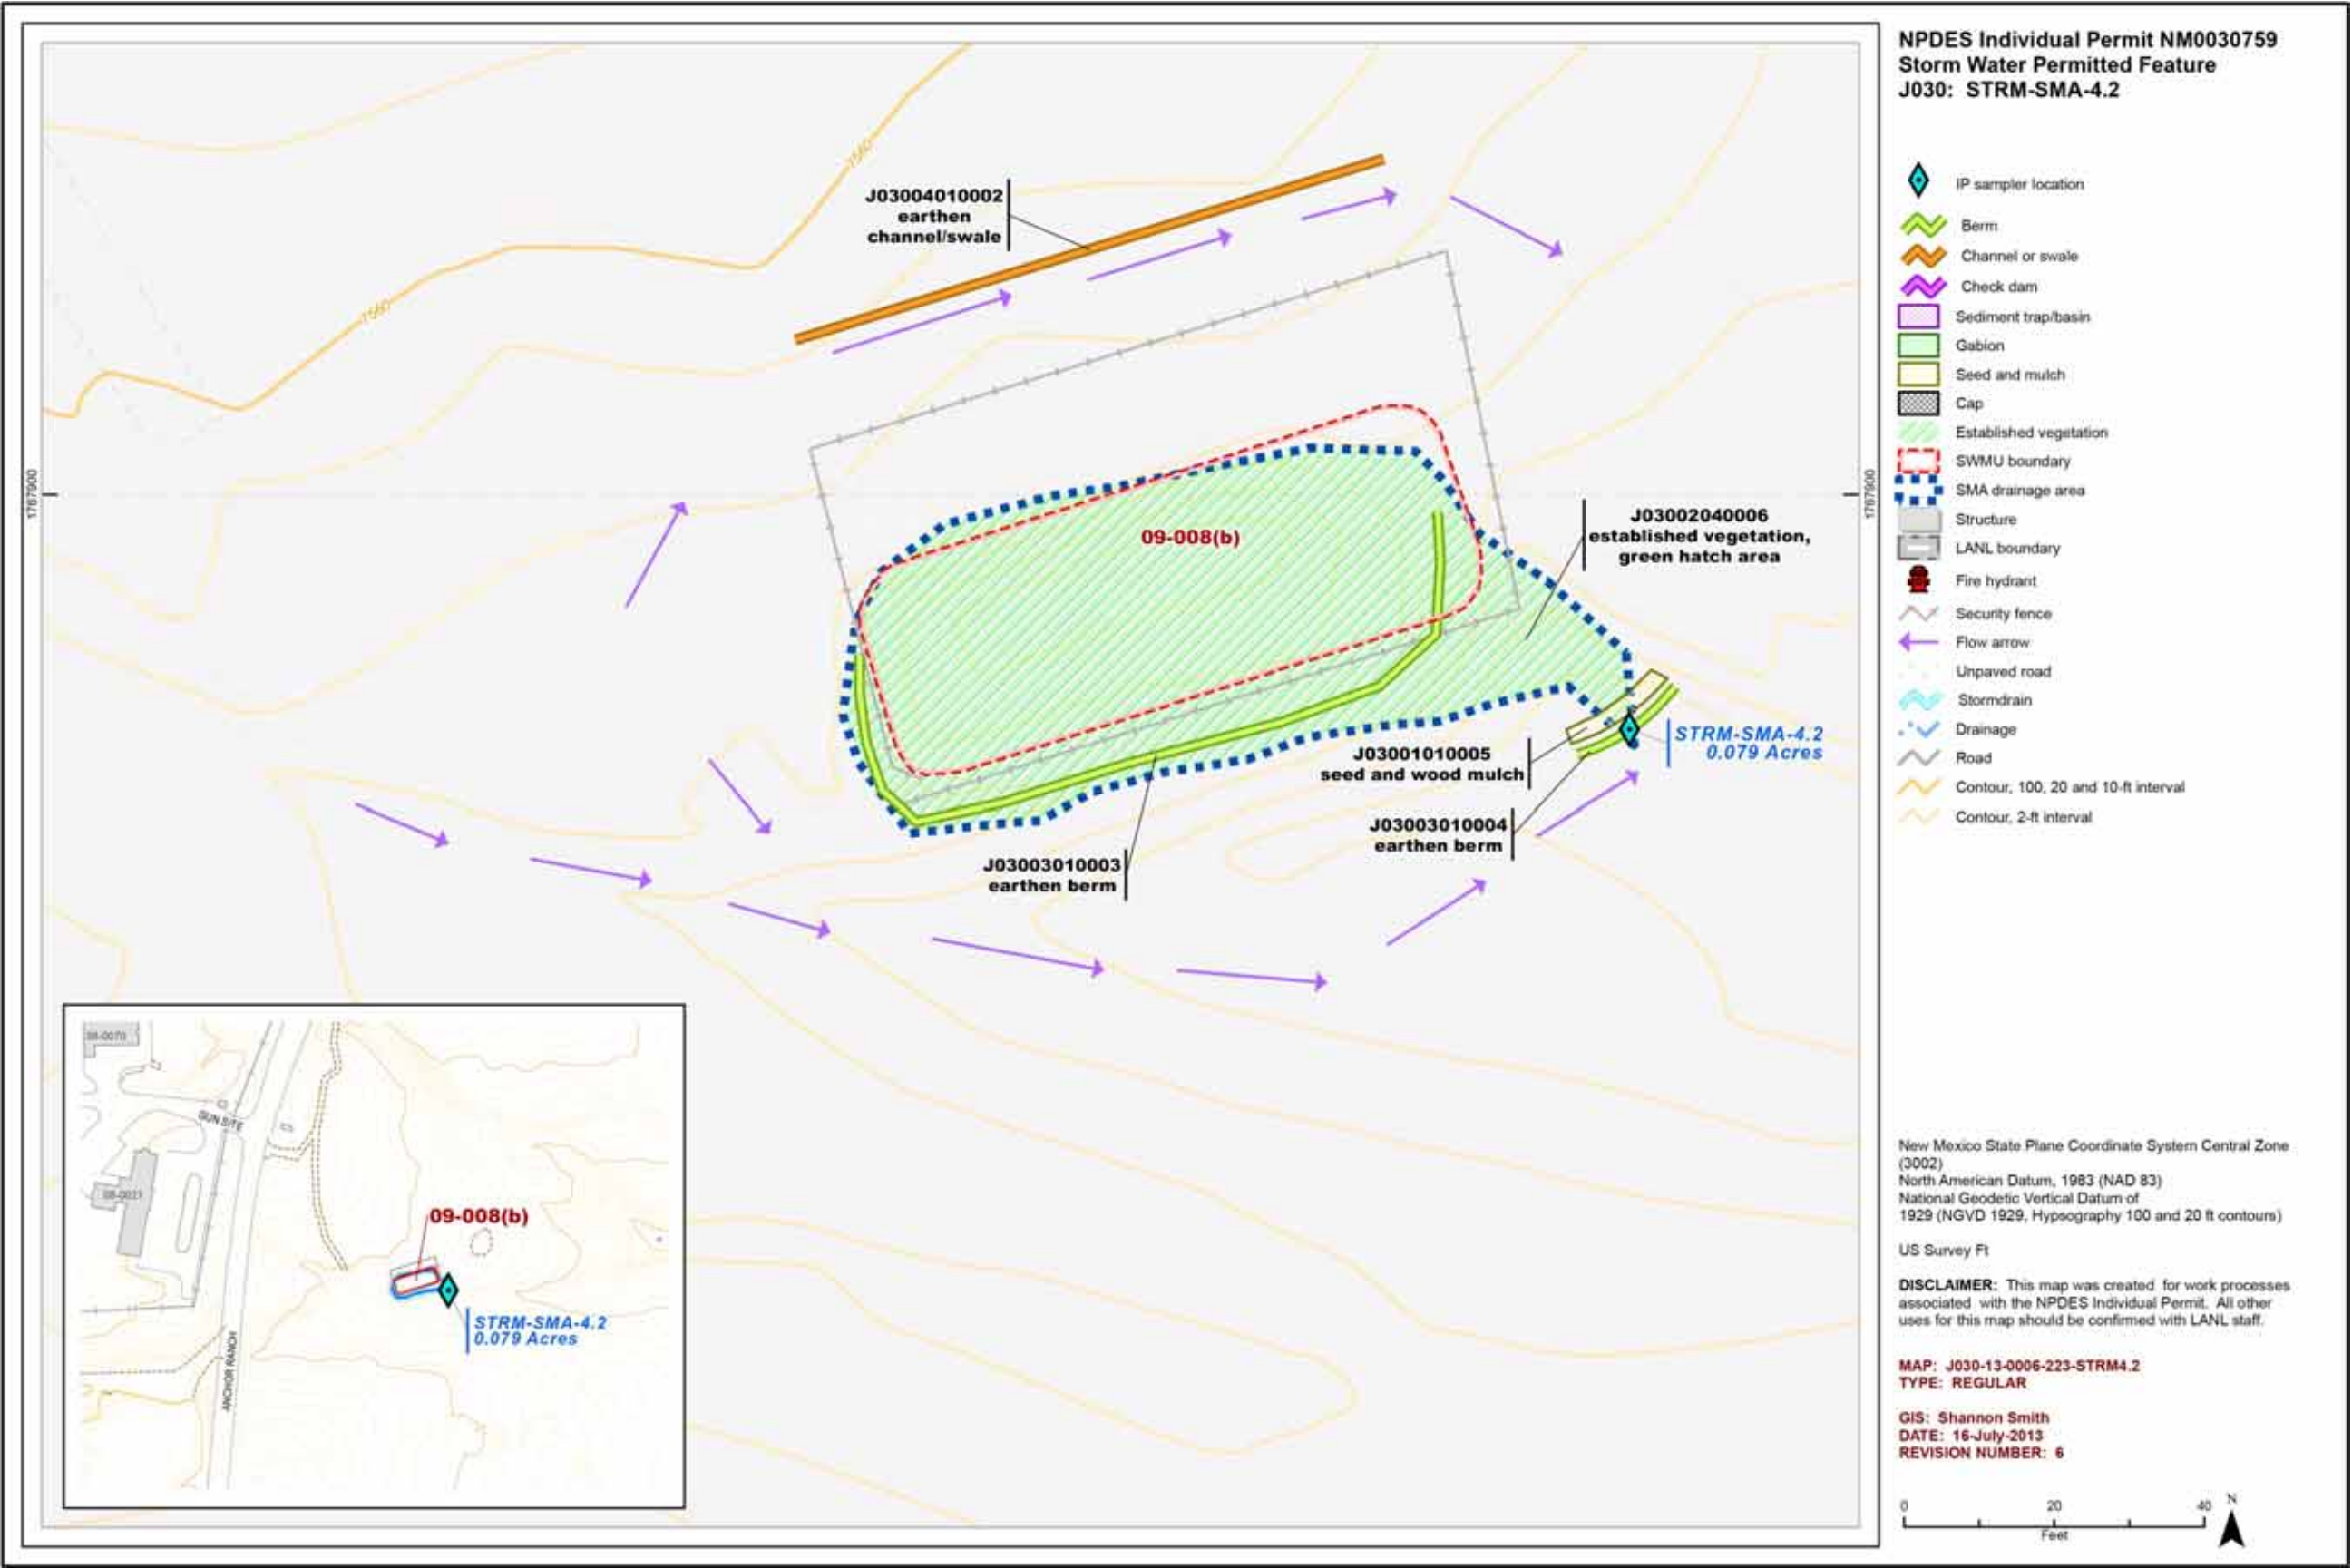 NPDES Individual Permit NM0030759
Storm Water Permitted Feature
J030: STRM-SMA-4.2
IP sampler location
Berm
Channel or swale
Check dam
Sediment trap/basin
Gabion
Seed and mulch
Cap
Established vegetation
SWMU boundary
SMA drainage area
Structure
LANL boundary
Fire hydrant
Security fence
Flow arrow
Unpaved road
Stormdrain
Drainage
Road
Contour, 100, 20 and 10-ft interval
Contour, 2-ft interval
7560
7560
J03004010002
earthen
channel/swale
1767900
1767900
09-008(b)
J03002040006
established vegetation,
green hatch area
STRM-SMA-4.2
0.079 Acres
J03001010005
seed and wood mulch
J03003010004
earthen berm
J03003010003
earthen berm
08-0070
GUN SITE
08-0021
09-008(b)
STRM-SMA-4.2
0.079 Acres
ANCHOR RANCH
New Mexico State Plane Coordinate System Central Zone
(3002)
North American Datum, 1983 (NAD 83)
National Geodetic Vertical Datum of
1929 (NGVD 1929, Hypsography 100 and 20 ft contours)
US Survey Ft
DISCLAIMER: This map was created for work processes
associated with the NPDES Individual Permit. All other
uses for this map should be confirmed with LANL staff.
MAP: J030-13-0006-223-STRM4.2
TYPE: REGULAR
GIS: Shannon Smith
DATE: 16-July-2013
REVISION NUMBER: 6
0 20 40
Feet
N